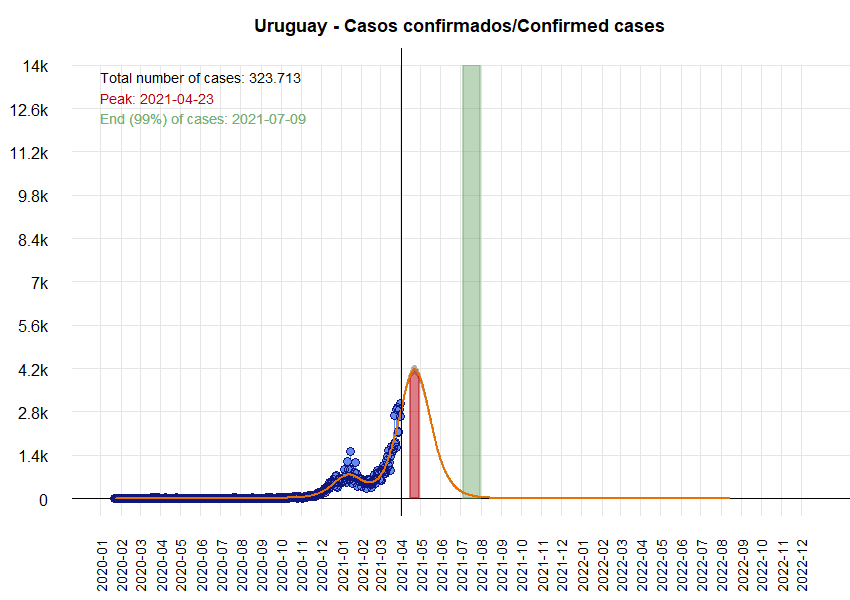 Uruguay - Casos confirmados/Confirmed cases
Total number of cases: 323.713
Peak: 2021-04-23
End (99%) of cases: 2021-07-09
14k
12.6k
11.2k
9.8k
8.4k
7k
5.6k
4.2k
2.8k
1.4k
0
2020-01
2020-02
2020-03
2020-04
2020-05
2020-06
2020-07
2020-08
2020-09
2020-10
2020-11
2020-12
2021-01
2021-02
2021-03
2021-04
2021-05
2021-06
2021-07
2021-08
2021-09
2021-10
2021-11
2021-12
2022-01
2022-02
2022-03
2022-04
2022-05
2022-06
2022-07
2022-08
2022-09
2022-10
2022-11
2022-12